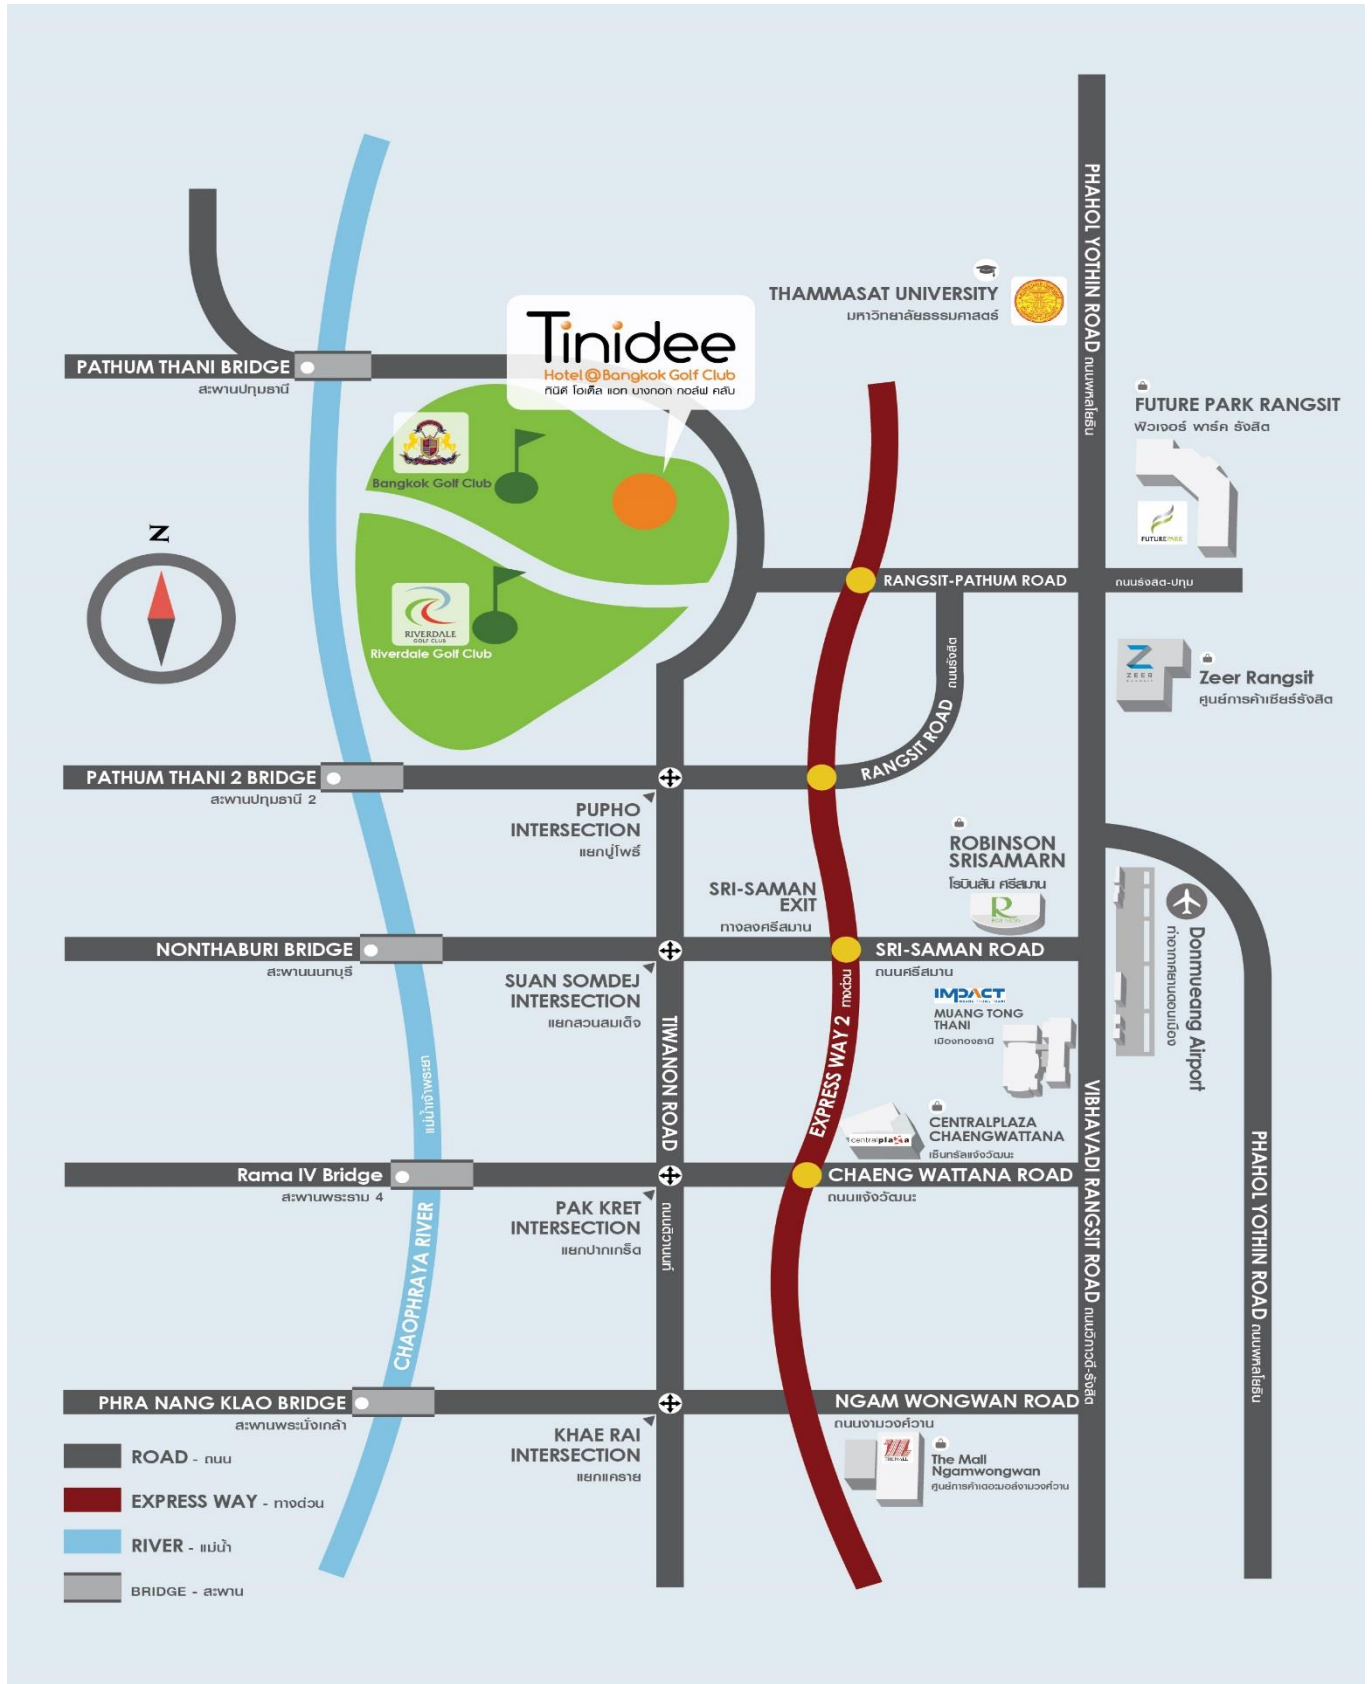 PHAHOL YOTHIN ROAD ถนนพหลโยธิน
THAMMASAT UNIVERSITY
มหาวิทยาลัยธรรมศาสตร์
Tinidee
Hotel@Bangkok Golf Club
ทินิดี โฮเต็ล แอท บางกอก กอล์ฟ คลับ
PATHUM THANI BRIDGE
สะพานปทุมธานี
FUTURE PARK RANGSIT
ฟิวเจอร์ พาร์ค รังสิต
FUTUREPARK
Bangkok Golf Club
N
RANGSIT-PATHUM ROAD
ถนนรังสิต-ปทุม
RIVERDALE
GOLF CLUB
Riverdale Golf Club
ZEER
Zeer Rangsit
ศูนย์การค้าเซียร์รังสิต
RANGSIT ROAD ถนนรังสิต
PATHUM THANI 2 BRIDGE
สะพานปทุมธานี 2
PUPHO
INTERSECTION
แยกปู่โพธิ์
ROBINSON
SRISAMARN
โรบินสัน ศรีสมาน
R
SRI-SAMAN
EXIT
ทางลงศรีสมาน
Donmueang Airport
ท่าอากาศยานดอนเมือง
NONTHABURI BRIDGE
สะพานนนทบุรี
SRI-SAMAN ROAD
ถนนศรีสมาน
SUAN SOMDEJ
INTERSECTION
แยกสวนสมเด็จ
IMPACT
MUANG TONG
THANI
เมืองทองธานี
TIWANON ROAD
ถนนติวานนท์
EXPRESS WAY 2 ทางด่วน
centralplaza
CENTRALPLAZA
CHAENGWATTANA
เซ็นทรัลแจ้งวัฒนะ
แม่น้ำเจ้าพระยา
CHAOPHRAYA RIVER
VIBHAVADI RANGSIT ROAD ถนนวิภาวดี-รังสิต
PHAHOL YOTHIN ROAD ถนนพหลโยธิน
Rama IV Bridge
สะพานพระราม 4
CHAENG WATTANA ROAD
ถนนแจ้งวัฒนะ
PAK KRET
INTERSECTION
แยกปากเกร็ด
PHRA NANG KLAO BRIDGE
สะพานพระนั่งเกล้า
NGAM WONGWAN ROAD
ถนนงามวงศ์วาน
KHAE RAI
INTERSECTION
แยกแคราย
THE MALL
The Mall
Ngamwongwan
ศูนย์การค้าเดอะมอล์งามวงศ์วาน
ROAD - ถนน
EXPRESS WAY - ทางด่วน
RIVER - แม่น้ำ
BRIDGE - สะพาน